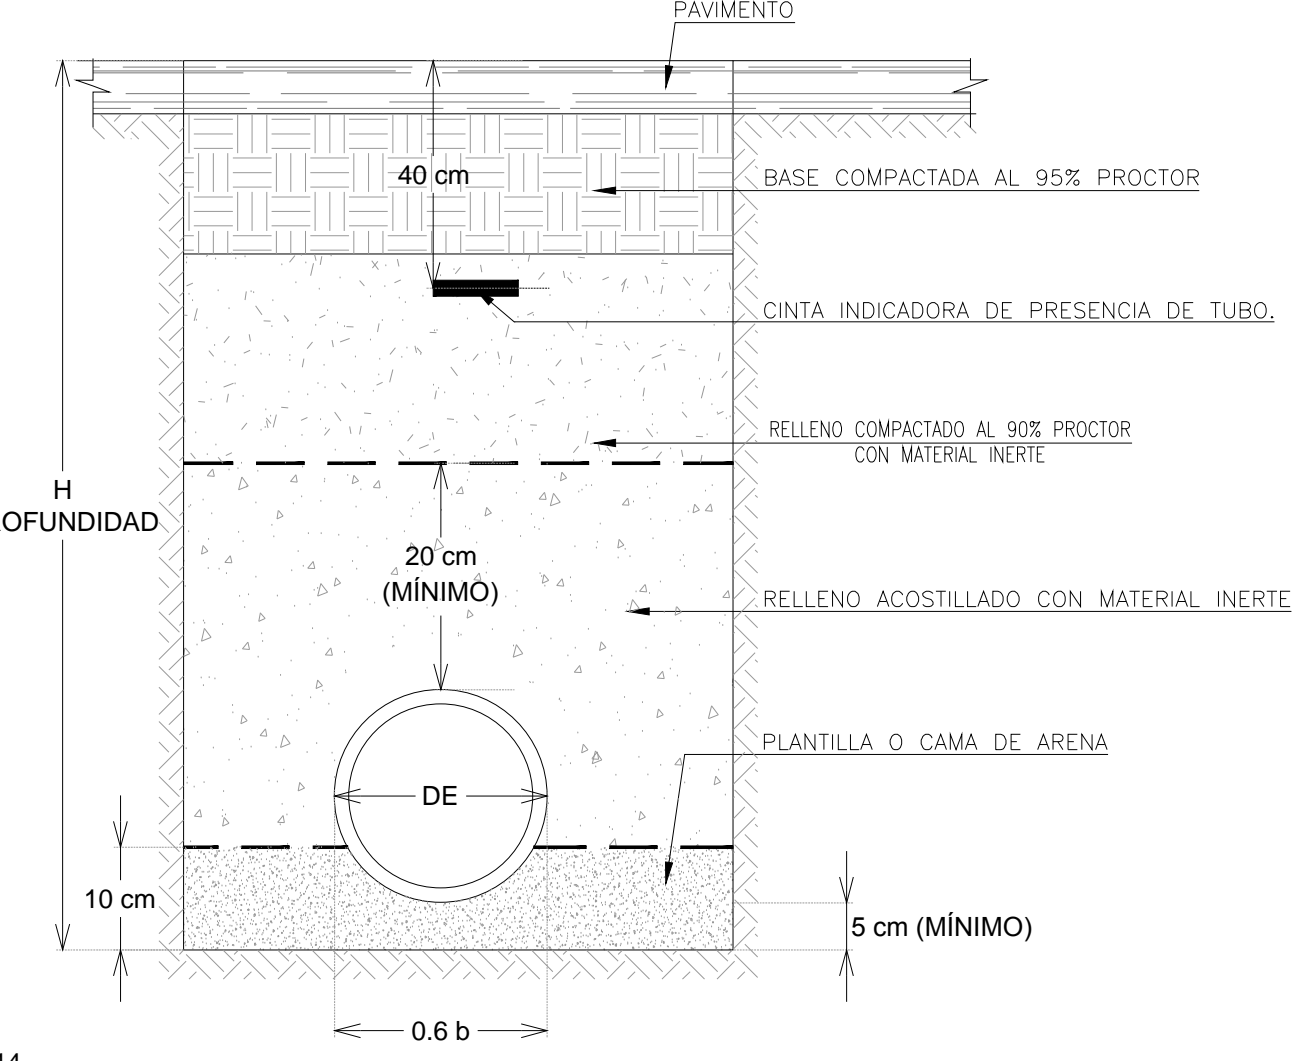 PAVIMENTO
40 cm
BASE COMPACTADA AL 95% PROCTOR
CINTA INDICADORA DE PRESENCIA DE TUBO.
RELLENO COMPACTADO AL 90% PROCTOR
CON MATERIAL INERTE
H
OFUNDIDAD
20 cm
(MÍNIMO)
RELLENO ACOSTILLADO CON MATERIAL INERTE
PLANTILLA O CAMA DE ARENA
DE
10 cm
5 cm (MÍNIMO)
0.6 b